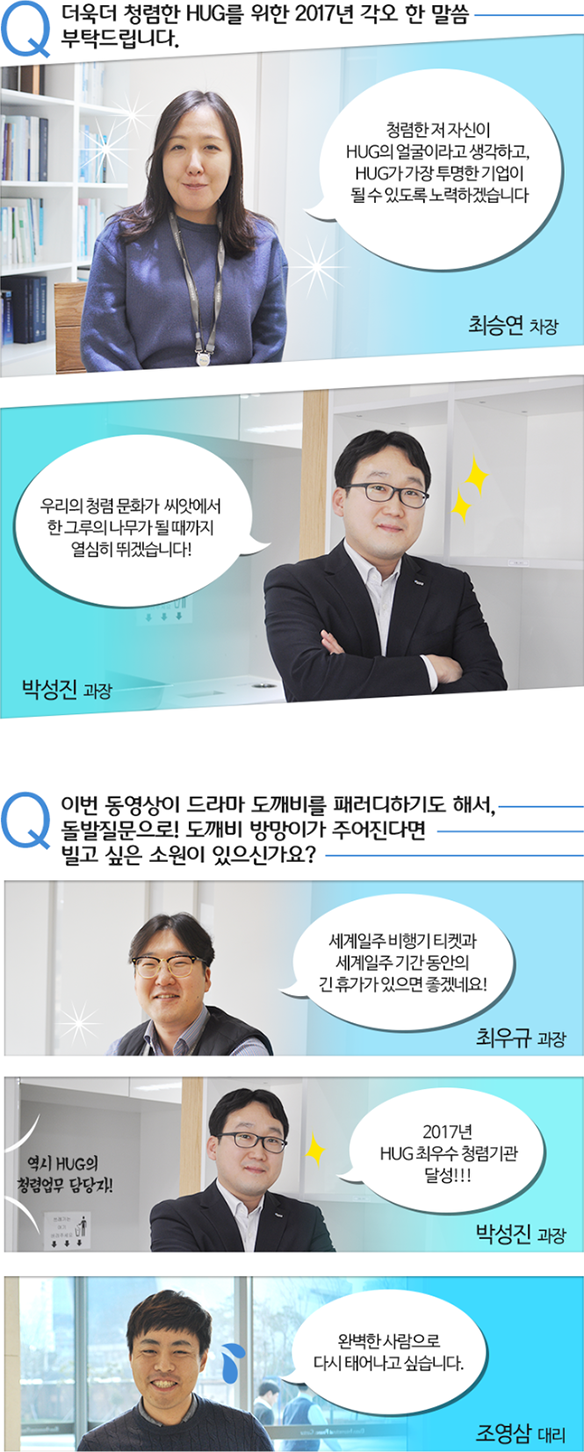 Q 더욱더 청렴한 HUG를 위한 2017년 각오 한 말씀
부탁드립니다.
청렴한 저 자신이
HUG의 얼굴이라고 생각하고,
HUG가 가장 투명한 기업이
될 수 있도록 노력하겠습니다
최승연 차장
우리의 청렴 문화가 씨앗에서
한 그루의 나무가 될 때까지
열심히 뛰겠습니다!
박성진 과장
Q 이번 동영상이 드라마 도깨비를 패러디하기도 해서,
돌발질문으로! 도깨비 방망이가 주어진다면
빌고 싶은 소원이 있으신가요?
세계일주 비행기 티켓과
세계일주 기간 동안의
긴 휴가가 있으면 좋겠네요!
최우규 과장
역시 HUG의
청렴업무 담당자!
2017년
HUG 최우수 청렴기관
달성!!!
박성진 과장
완벽한 사람으로
다시 태어나고 싶습니다.
조영삼 대리